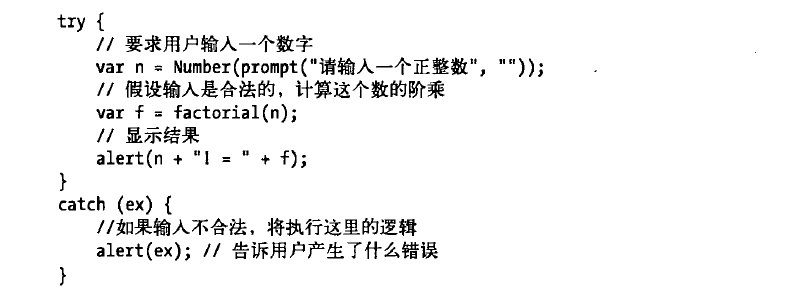 try {
    // 要求用户输入一个数字
    var n = Number(prompt("请输入一个正整数", ""));
    // 假设输入是合法的，计算这个数的阶乘
    var f = factorial(n);
    // 显示结果
    alert(n + "! = " + f);
}
catch (ex) {
    //如果输入不合法，将执行这里的逻辑
    alert(ex); // 告诉用户产生了什么错误
}